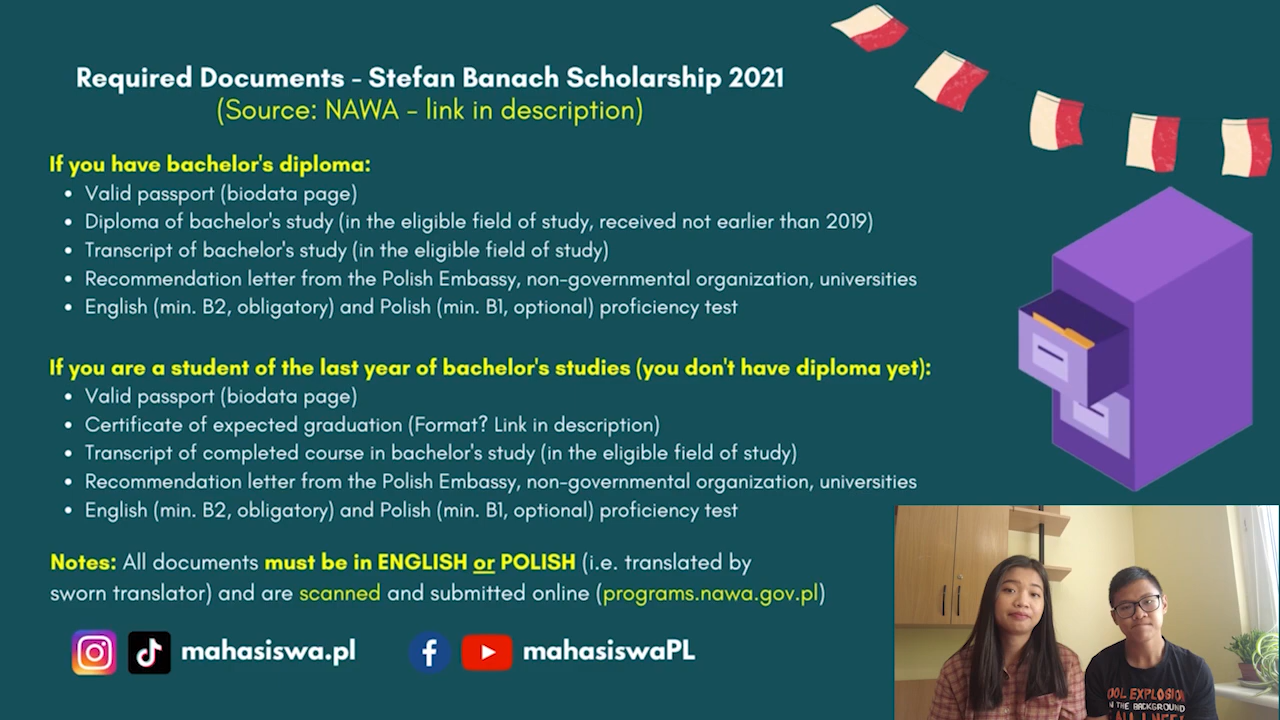 Required Documents - Stefan Banach Scholarship 2021
(Source: NAWA - link in description)
If you have bachelor's diploma:
• Valid passport (biodata page)
• Diploma of bachelor's study (in the eligible field of study, received not earlier than 2019)
• Transcript of bachelor's study (in the eligible field of study)
• Recommendation letter from the Polish Embassy, non-governmental organization, universities
• English (min. B2, obligatory) and Polish (min. B1, optional) proficiency test
If you are a student of the last year of bachelor's studies (you don't have diploma yet):
• Valid passport (biodata page)
• Certificate of expected graduation (Format? Link in description)
• Transcript of completed course in bachelor's study (in the eligible field of study)
• Recommendation letter from the Polish Embassy, non-governmental organization, universities
• English (min. B2, obligatory) and Polish (min. B1, optional) proficiency test
Notes: All documents must be in ENGLISH or POLISH (i.e. translated by
sworn translator) and are scanned and submitted online (programs.nawa.gov.pl)
mahasiswa.pl mahasiswaPL
OOL EXPLOSION
IN THE BACKGROUND